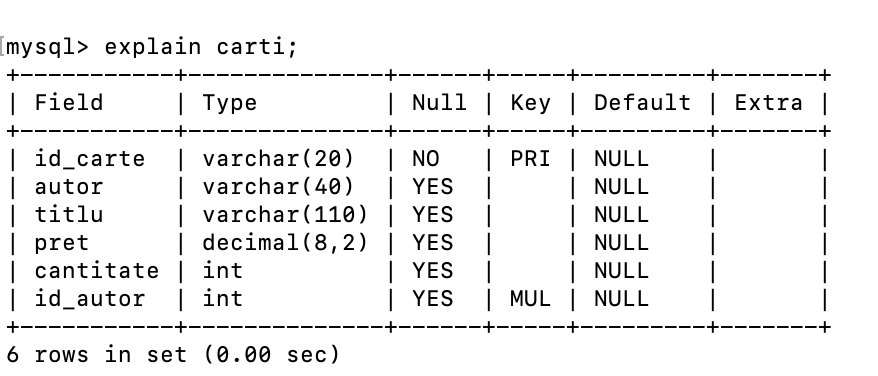 [mysql> explain carti;
+-----------+--------------+------+-----+---------+-------+
| Field     | Type         | Null | Key | Default | Extra |
+-----------+--------------+------+-----+---------+-------+
| id_carte  | varchar(20)  | NO   | PRI | NULL    |       |
| autor     | varchar(40)  | YES  |     | NULL    |       |
| titlu     | varchar(110) | YES  |     | NULL    |       |
| pret      | decimal(8,2) | YES  |     | NULL    |       |
| cantitate | int          | YES  |     | NULL    |       |
| id_autor  | int          | YES  | MUL | NULL    |       |
+-----------+--------------+------+-----+---------+-------+
6 rows in set (0.00 sec)